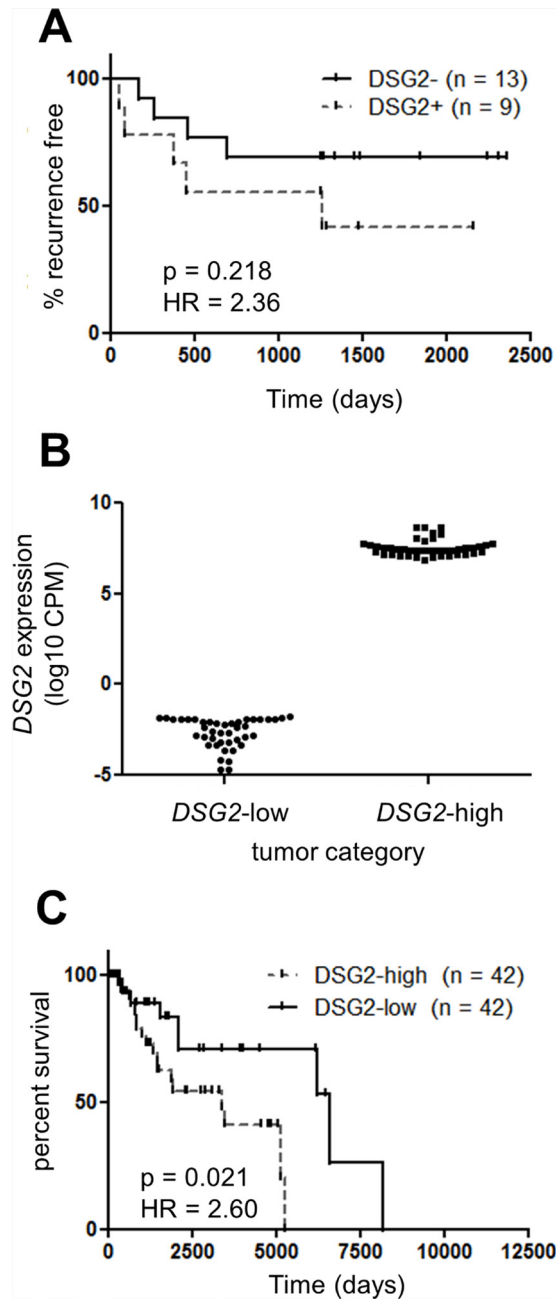 A
100
50
0
% recurrence free
DSG2- (n = 13)
DSG2+ (n = 9)
p = 0.218
HR = 2.36
0 500 1000 1500 2000 2500
Time (days)
B
10
5
0
-5
DSG2 expression
(log10 CPM)
DSG2-low DSG2-high
tumor category
C
100
50
0
percent survival
DSG2-high (n = 42)
DSG2-low (n = 42)
p = 0.021
HR = 2.60
0 2500 5000 7500 10000 12500
Time (days)